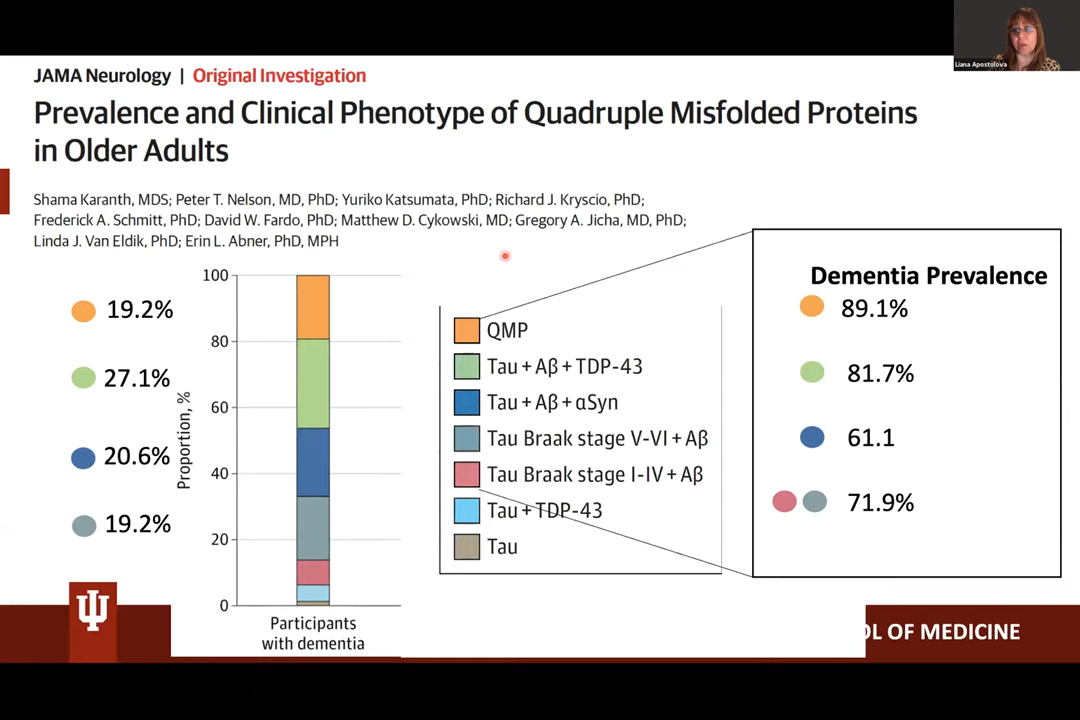 Liana Apostolova
JAMA Neurology | Original Investigation
Prevalence and Clinical Phenotype of Quadruple Misfolded Proteins
in Older Adults
Shama Karanth, MDS; Peter T. Nelson, MD, PhD; Yuriko Katsumata, PhD; Richard J. Kryscio, PhD;
Frederick A. Schmitt, PhD; David W. Fardo, PhD; Matthew D. Cykowski, MD; Gregory A. Jicha, MD, PhD;
Linda J. Van Eldik, PhD; Erin L. Abner, PhD, MPH
19.2%
27.1%
20.6%
19.2%
Proportion, %
100
80
60
40
20
0
Participants
with dementia
QMP
Tau + Aβ + TDP-43
Tau + Aβ + αSyn
Tau Braak stage V-VI + Aβ
Tau Braak stage I-IV + Aβ
Tau + TDP-43
Tau
Dementia Prevalence
89.1%
81.7%
61.1
71.9%
OL OF MEDICINE